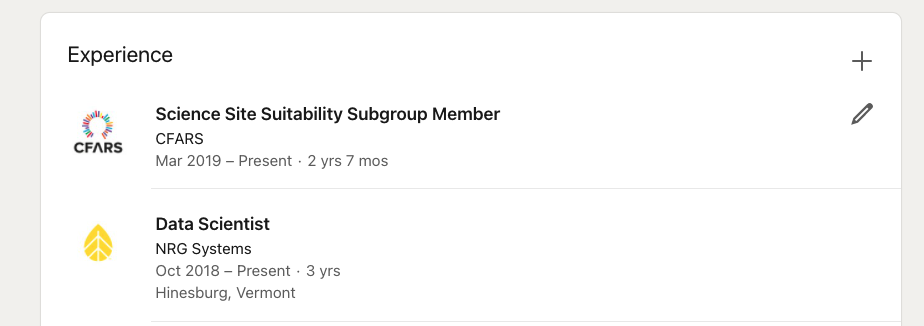 Experience
Science Site Suitability Subgroup Member
CFARS
CFARS
Mar 2019 – Present · 2 yrs 7 mos
Data Scientist
NRG Systems
Oct 2018 – Present · 3 yrs
Hinesburg, Vermont